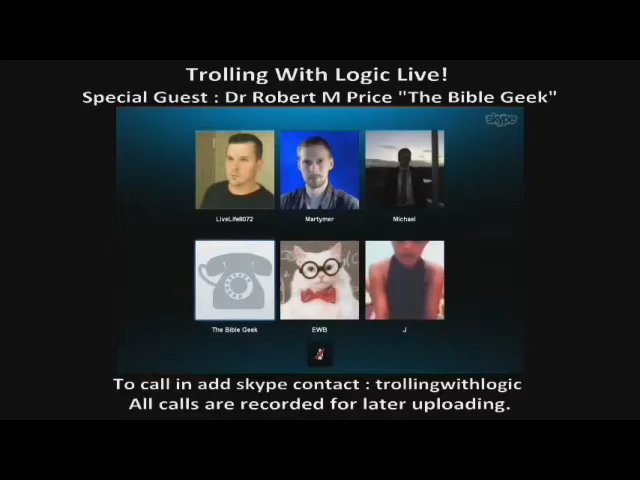 Trolling With Logic Live!
Special Guest : Dr Robert M Price "The Bible Geek"
skype
LiveLife8072 Martymer Michael
The Bible Geek EWB J
To call in add skype contact : trollingwithlogic
All calls are recorded for later uploading.